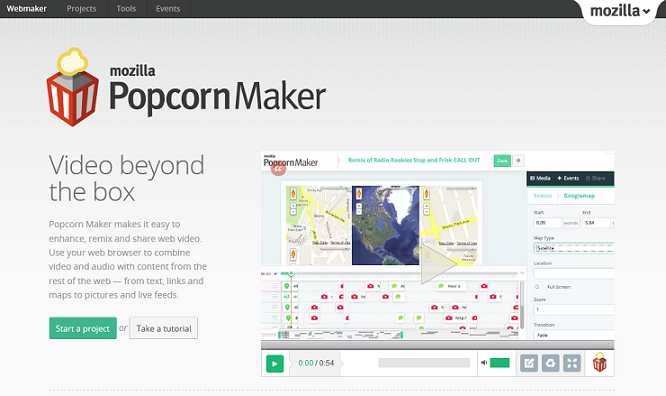 Webmaker Projects Tools Events
mozilla
mozilla
PopcornMaker
Video beyond
the box
Popcorn Maker makes it easy to
enhance, remix and share web video.
Use your web browser to combine
video and audio with content from the
rest of the web — from text, links and
maps to pictures and live feeds.
Start a project or Take a tutorial
mozilla
PopcornMaker
Remix of Radio Rookies Stop and Frisk CALL OUT
Save
Media + Events Share
Events Googlemap
Start End
0.00 seconds 5.84
Map Type
Satellite
Location
Full Screen
Zoom
1
Transition
Fade
0:00 / 0:54